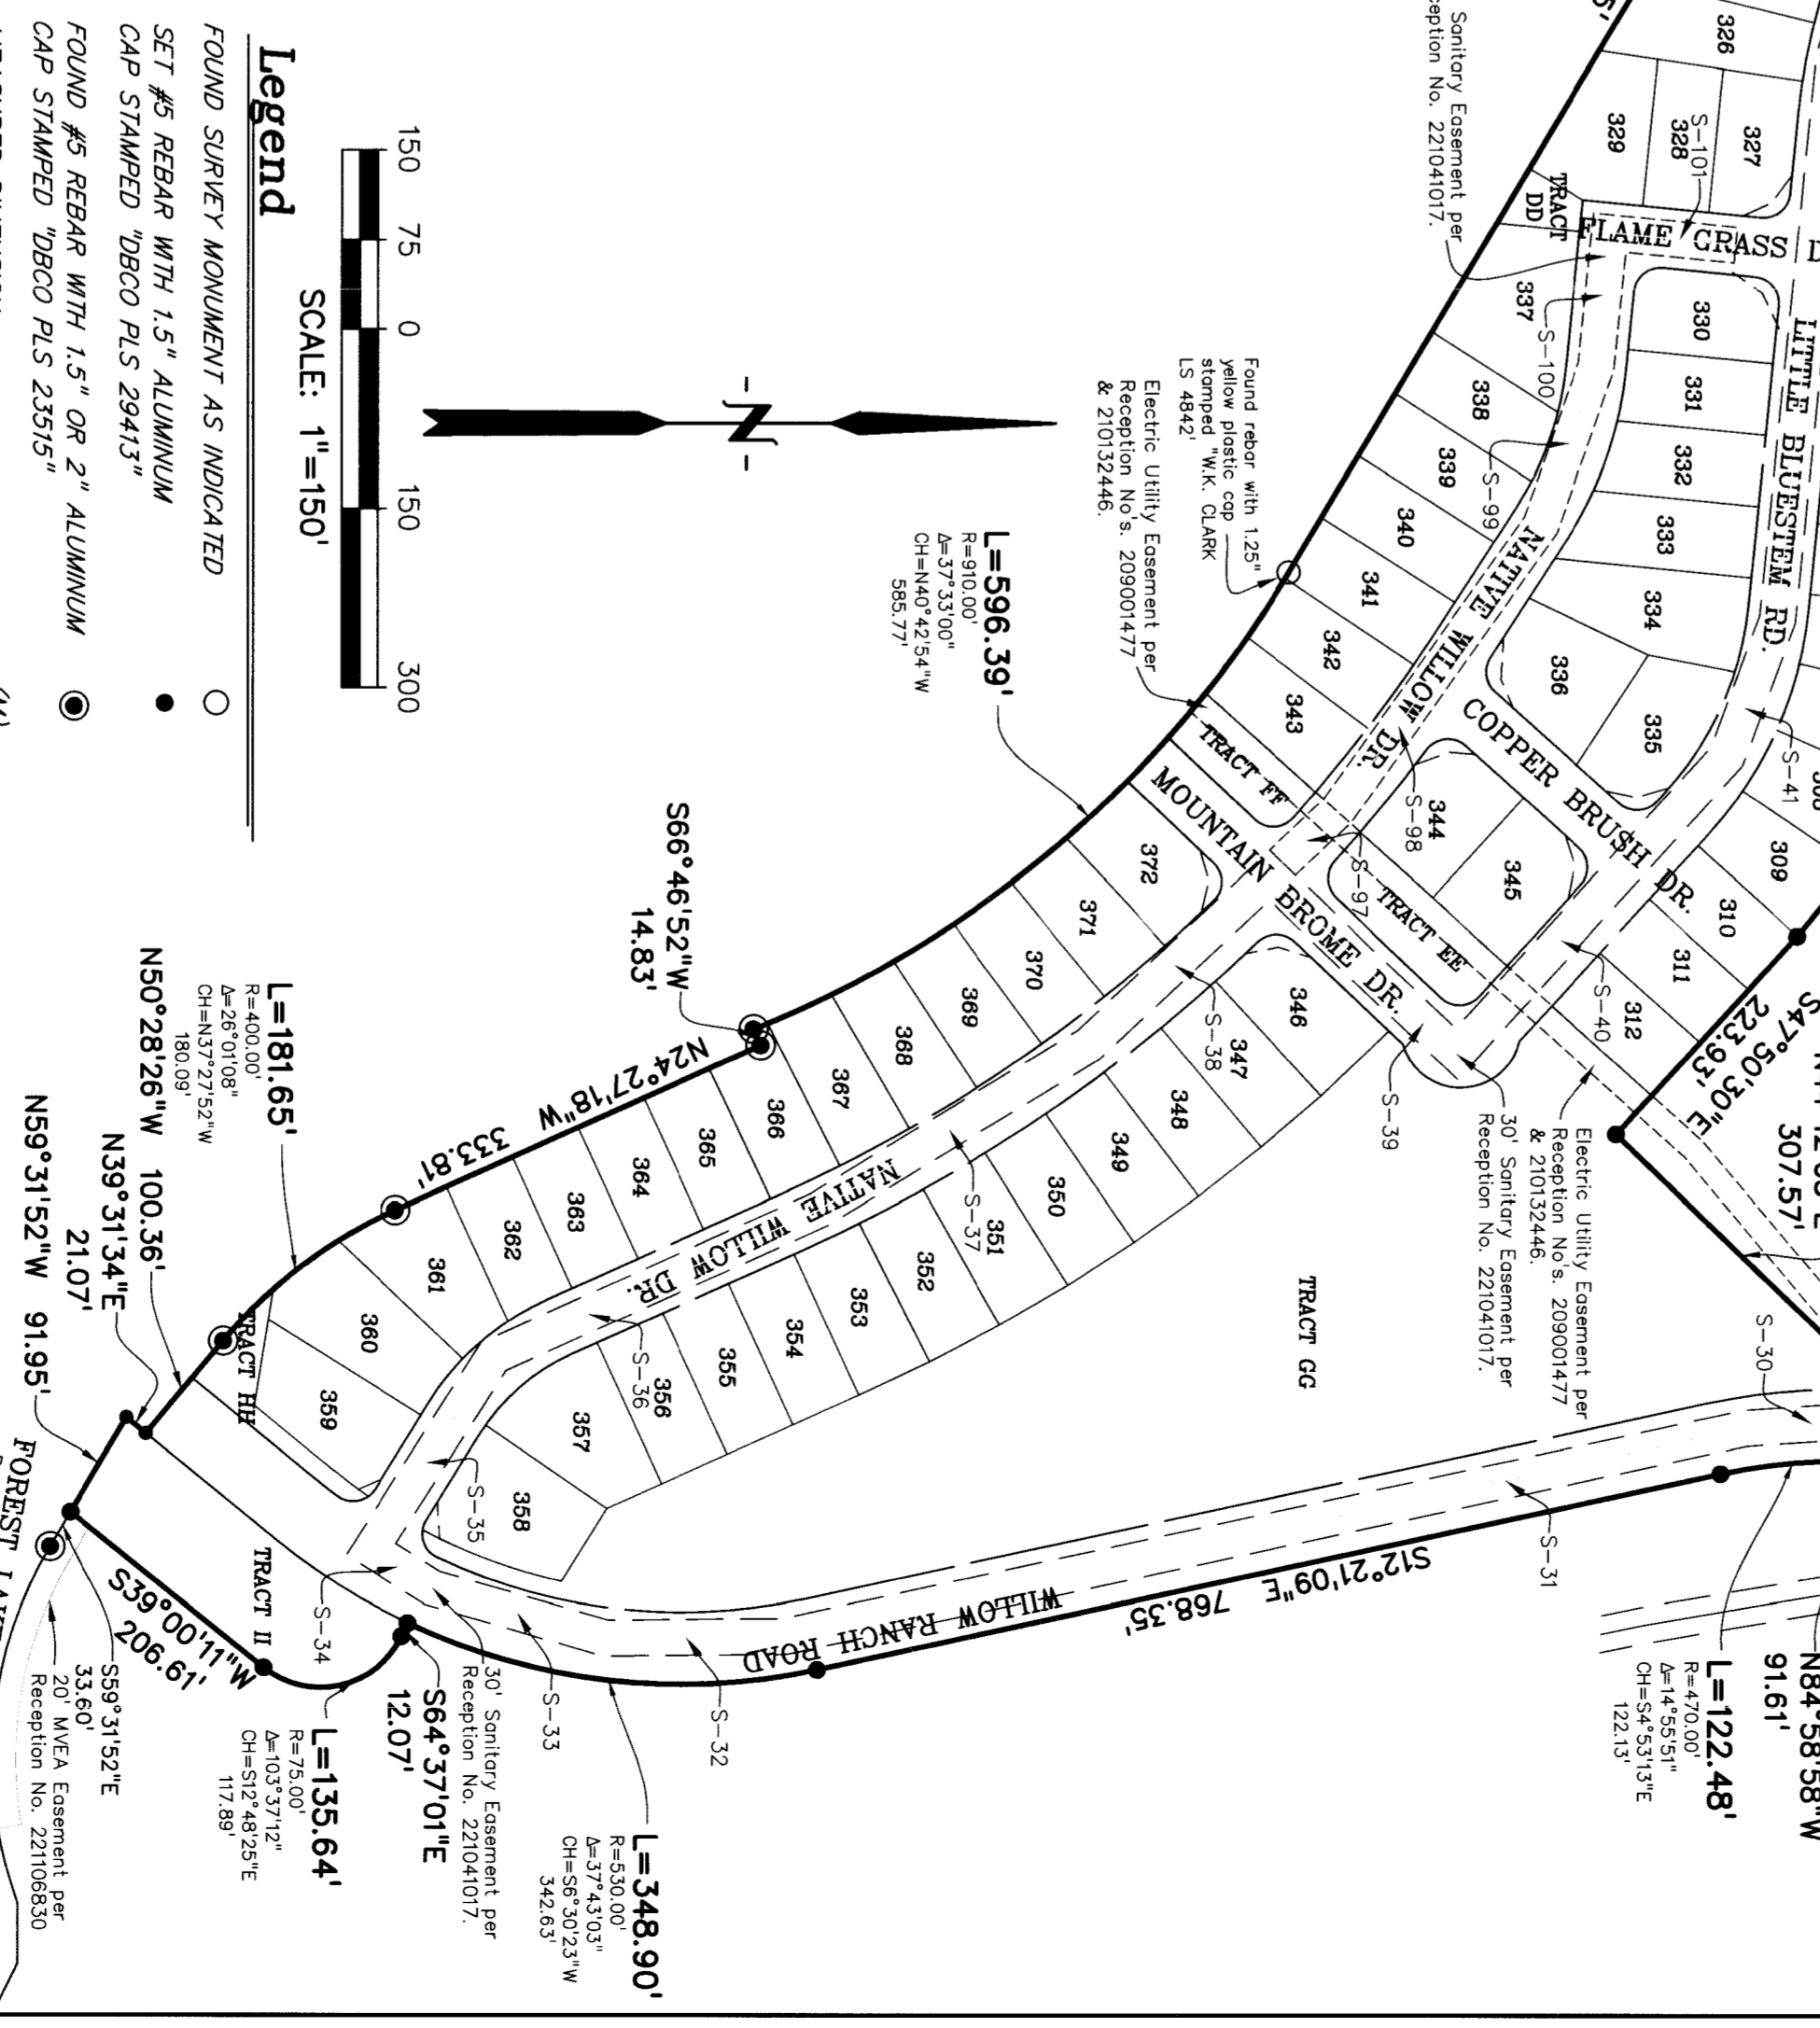 Sanitary Easement per
No. 221041017.
326
327
S-101
328
329
TRACT
DD
FLAME GRASS
LITTLE BLUESTEM RD.
330
331
332
333
334
335
336
337
338
339
340
341
342
343
S-100
S-99
NATIVE WILLOW DR.
COPPER BRUSH DR.
S-41
309
310
311
312
344
S-98
345
S-97
TRACT FF
TRACT EE
MOUNTAIN BROME DR.
S-40
S-39
S-38
S 47°50'30"E
223.93'
307.57'
Found rebar with 1.25"
yellow plastic cap
stamped "W.K. CLARK
LS 4842'
Electric Utility Easement per
Reception No's. 209001477
& 210132446.
L=596.39'
R=910.00'
Δ=37°33'00"
CH=N40°42'54"W
585.77'
-N-
150 75 0 150 300
SCALE: 1"=150'
Legend
FOUND SURVEY MONUMENT AS INDICATED
SET #5 REBAR WITH 1.5" ALUMINUM
CAP STAMPED "DBCO PLS 29413"
FOUND #5 REBAR WITH 1.5" OR 2" ALUMINUM
CAP STAMPED "DBCO PLS 23515"
372
371
370
369
368
367
366
365
364
363
362
361
360
359
346
347
348
349
350
351
352
353
354
355
356
357
358
S-37
S-36
S-35
NATIVE WILLOW DR.
Electric Utility Easement per
Reception No's. 209001477
& 210132446.
30' Sanitary Easement per
Reception No. 221041017.
TRACT GG
S-30
S-31
S66°46'52"W
14.83'
N24°27'18"W 333.81'
L=181.65'
R=400.00'
Δ=26°01'08"
CH=N37°27'52"W
180.09'
N50°28'26"W 100.36'
N39°31'34"E
21.07'
N59°31'52"W 91.95'
TRACT HH
TRACT II
FOREST
S-34
S-33
S-32
WILLOW RANCH ROAD
S12°21'09"E 768.35'
S39°00'11"W
206.61'
S59°31'52"E
33.60'
20' MVEA Easement per
Reception No. 221106830
L=135.64'
R=75.00'
Δ=103°37'12"
CH=S12°48'25"E
117.89'
S64°37'01"E
12.07'
30' Sanitary Easement per
Reception No. 221041017.
L=348.90'
R=530.00'
Δ=37°43'03"
CH=S6°30'23"W
342.63'
L=122.48'
R=470.00'
Δ=14°55'51"
CH=S4°53'13"E
122.13'
N84°58'58"W
91.61'